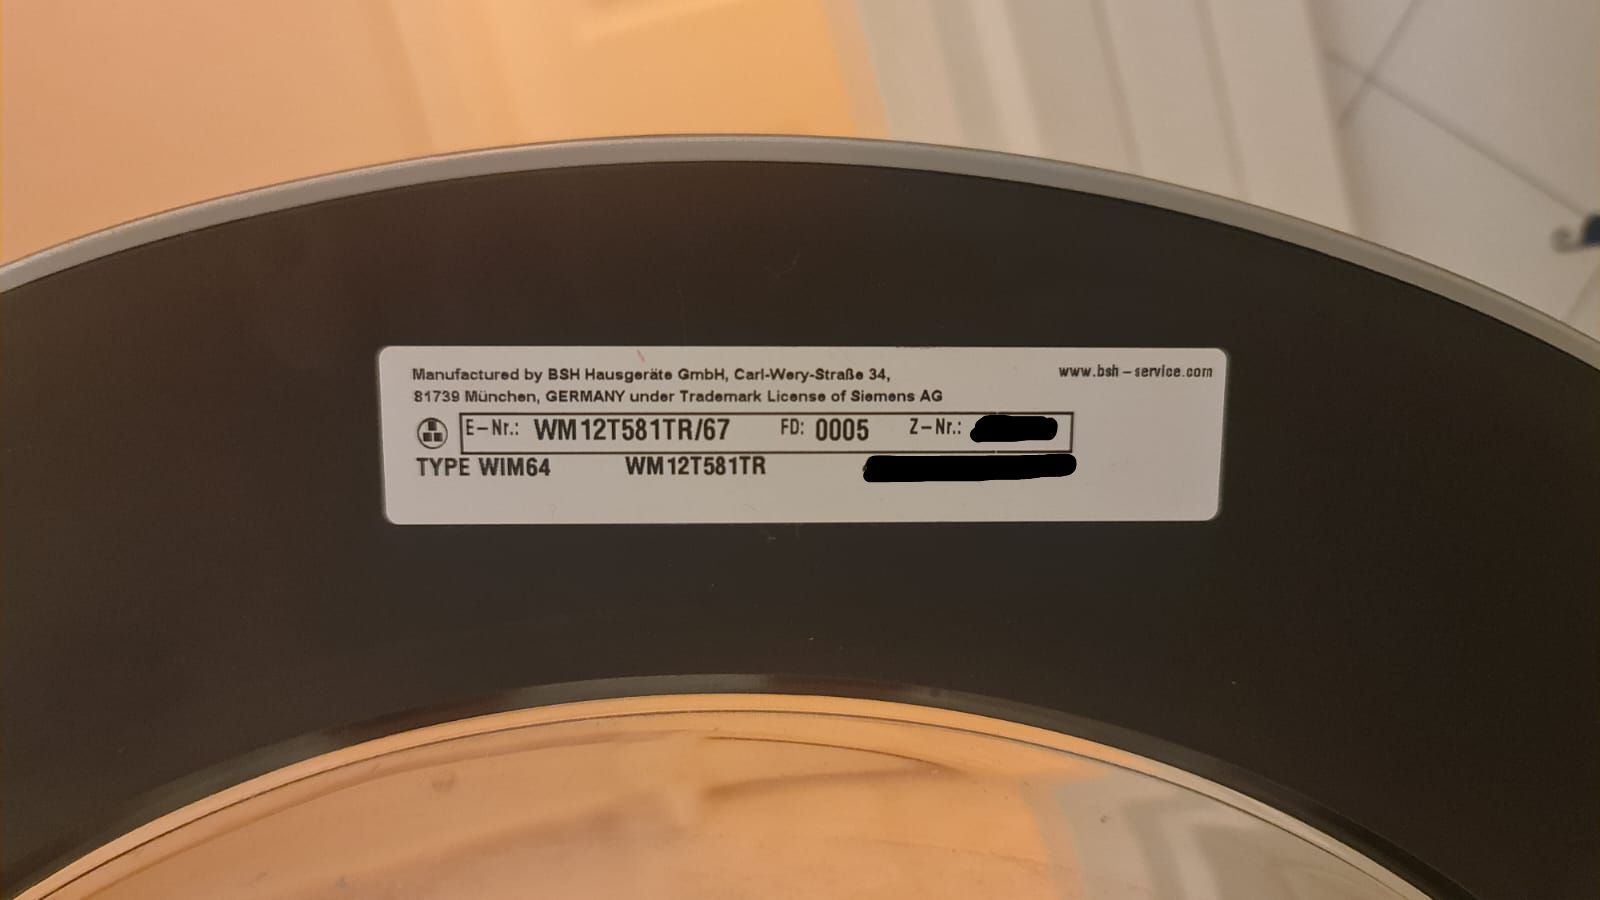 Manufactured by BSH Hausgeräte GmbH, Carl-Wery-Straße 34,
www.bsh-service.com
81739 München, GERMANY under Trademark License of Siemens AG
E-Nr.: WM12T581TR/67 FD: 0005 Z-Nr.:
TYPE WIM64 WM12T581TR